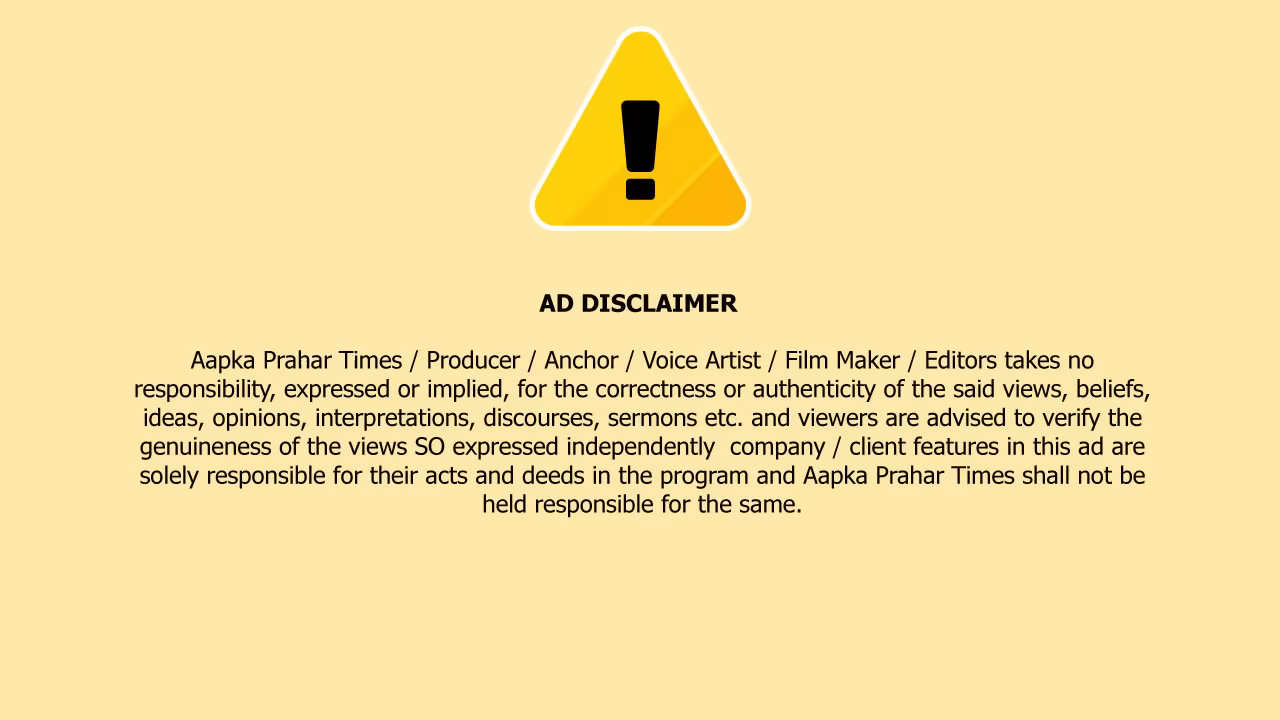 AD DISCLAIMER
Aapka Prahar Times / Producer / Anchor / Voice Artist / Film Maker / Editors takes no
responsibility, expressed or implied, for the correctness or authenticity of the said views, beliefs,
ideas, opinions, interpretations, discourses, sermons etc. and viewers are advised to verify the
genuineness of the views SO expressed independently  company / client features in this ad are
solely responsible for their acts and deeds in the program and Aapka Prahar Times shall not be
held responsible for the same.